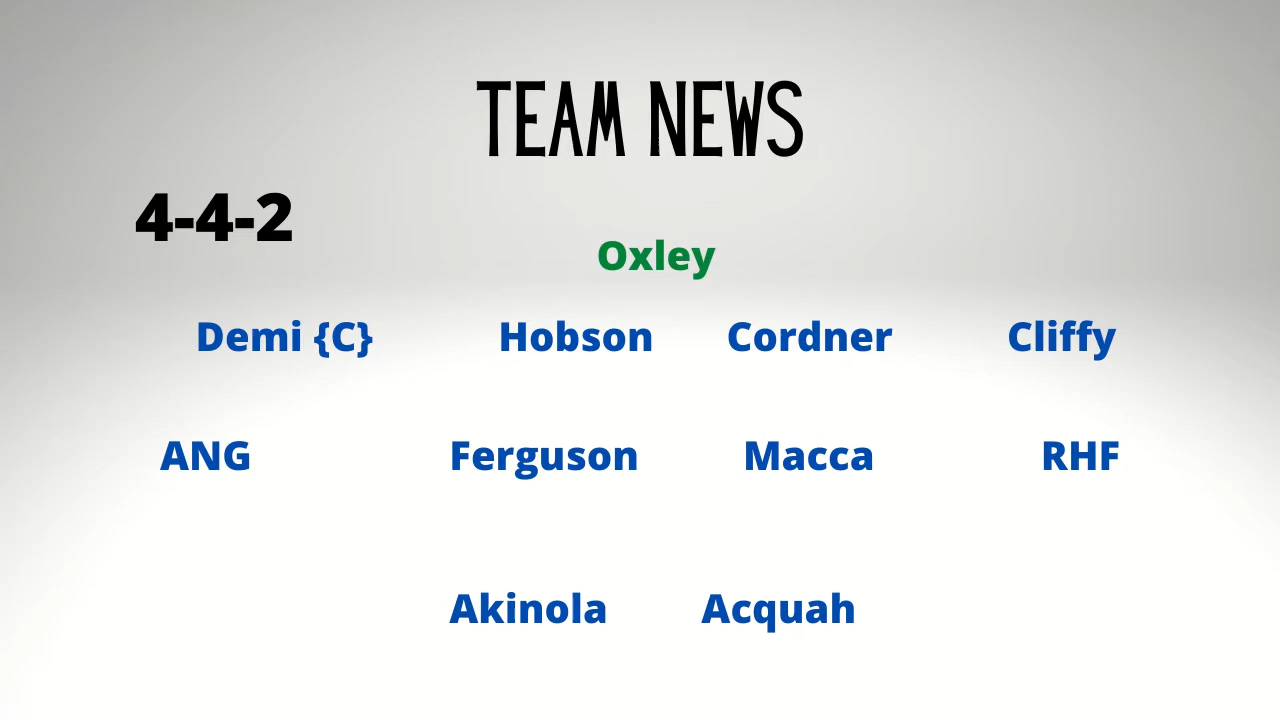 TEAM NEWS
4-4-2
Oxley
Demi {C} Hobson Cordner Cliffy
ANG Ferguson Macca RHF
Akinola Acquah